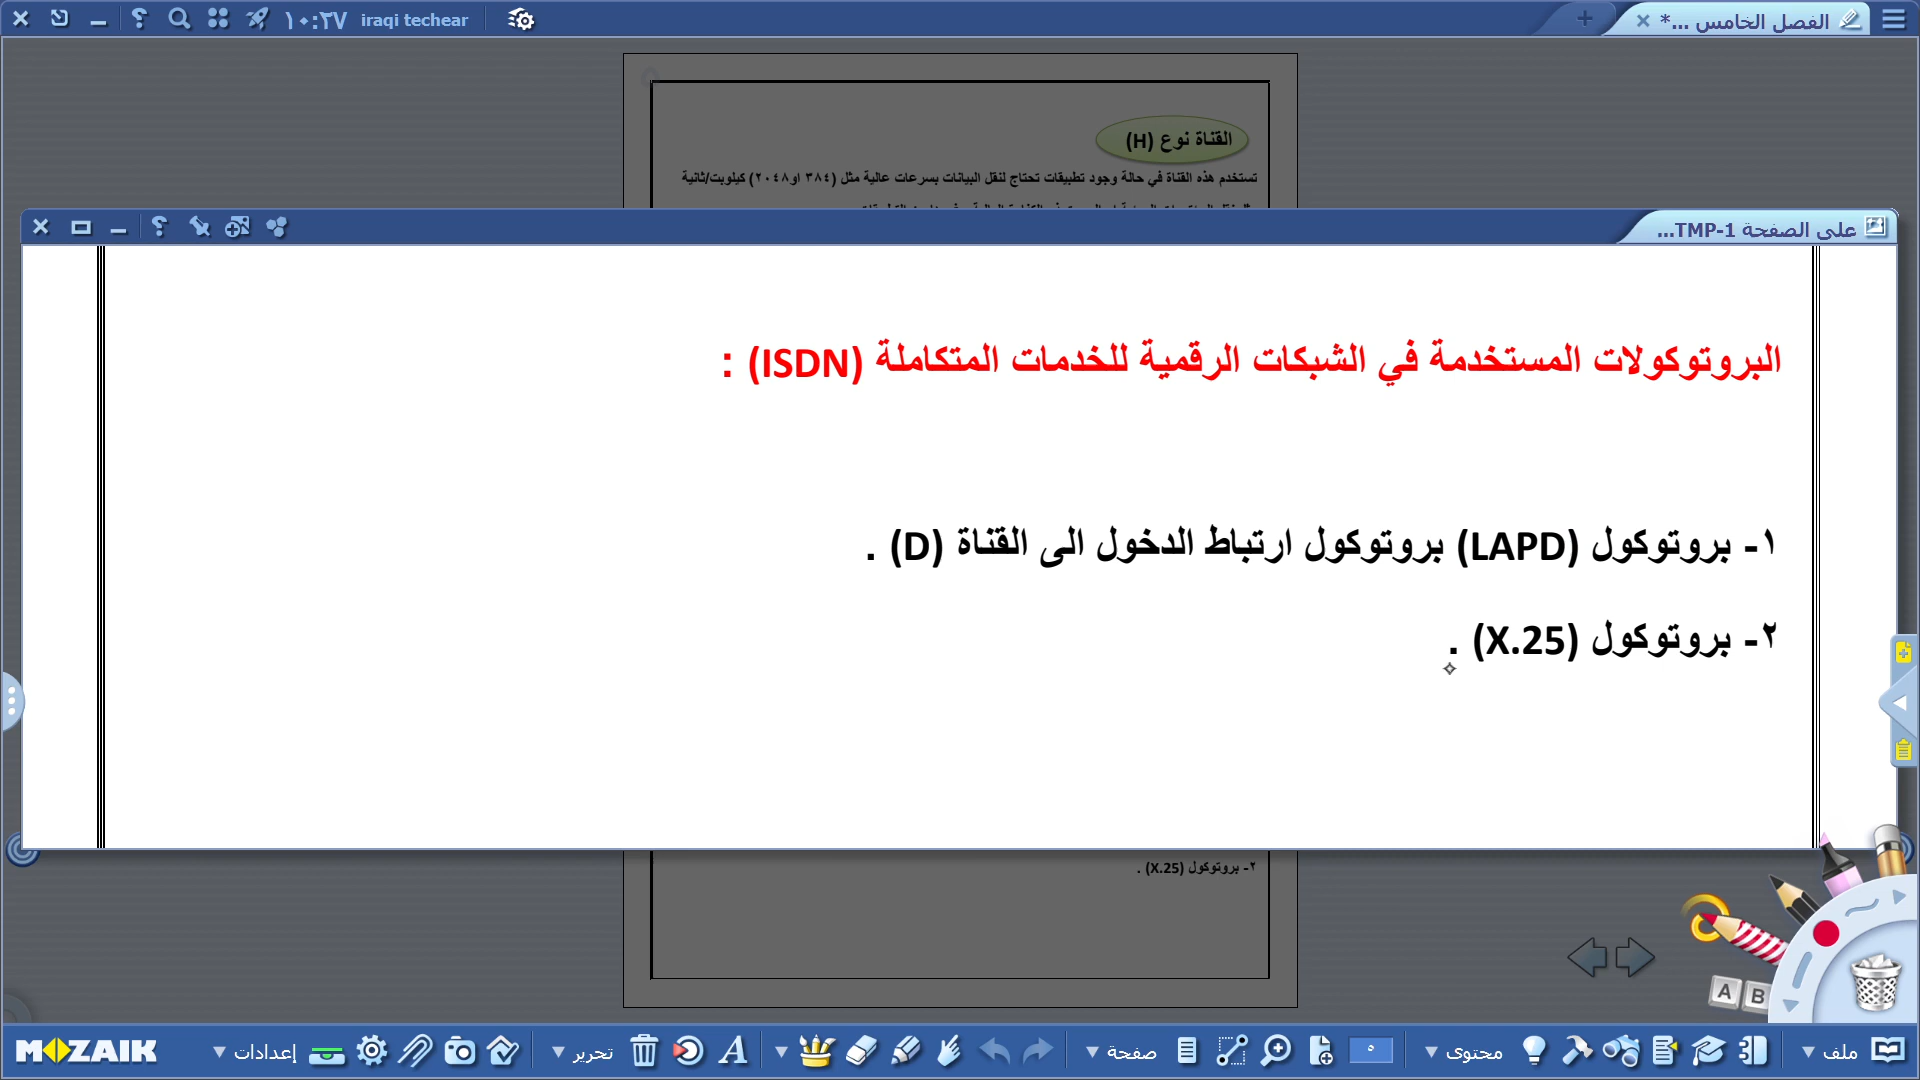 × _ ? ١٠:٣٧ iraqi techear
الفصل الخامس ...* ×
القناة نوع (H)
تستخدم هذه القناة في حالة وجود تطبيقات تحتاج لنقل البيانات بسرعات عالية مثل (٣٨٤ او٢٠٤٨) كيلوبت/ثانية
على الصفحة TMP-1...
البروتوكولات المستخدمة في الشبكات الرقمية للخدمات المتكاملة (ISDN) :
١- بروتوكول (LAPD) بروتوكول ارتباط الدخول الى القناة (D) .
٢- بروتوكول (X.25) .
٢- بروتوكول (X.25) .
A B
ملف
محتوى
٥
صفحة
A
تحرير
إعدادات
MOZAIK